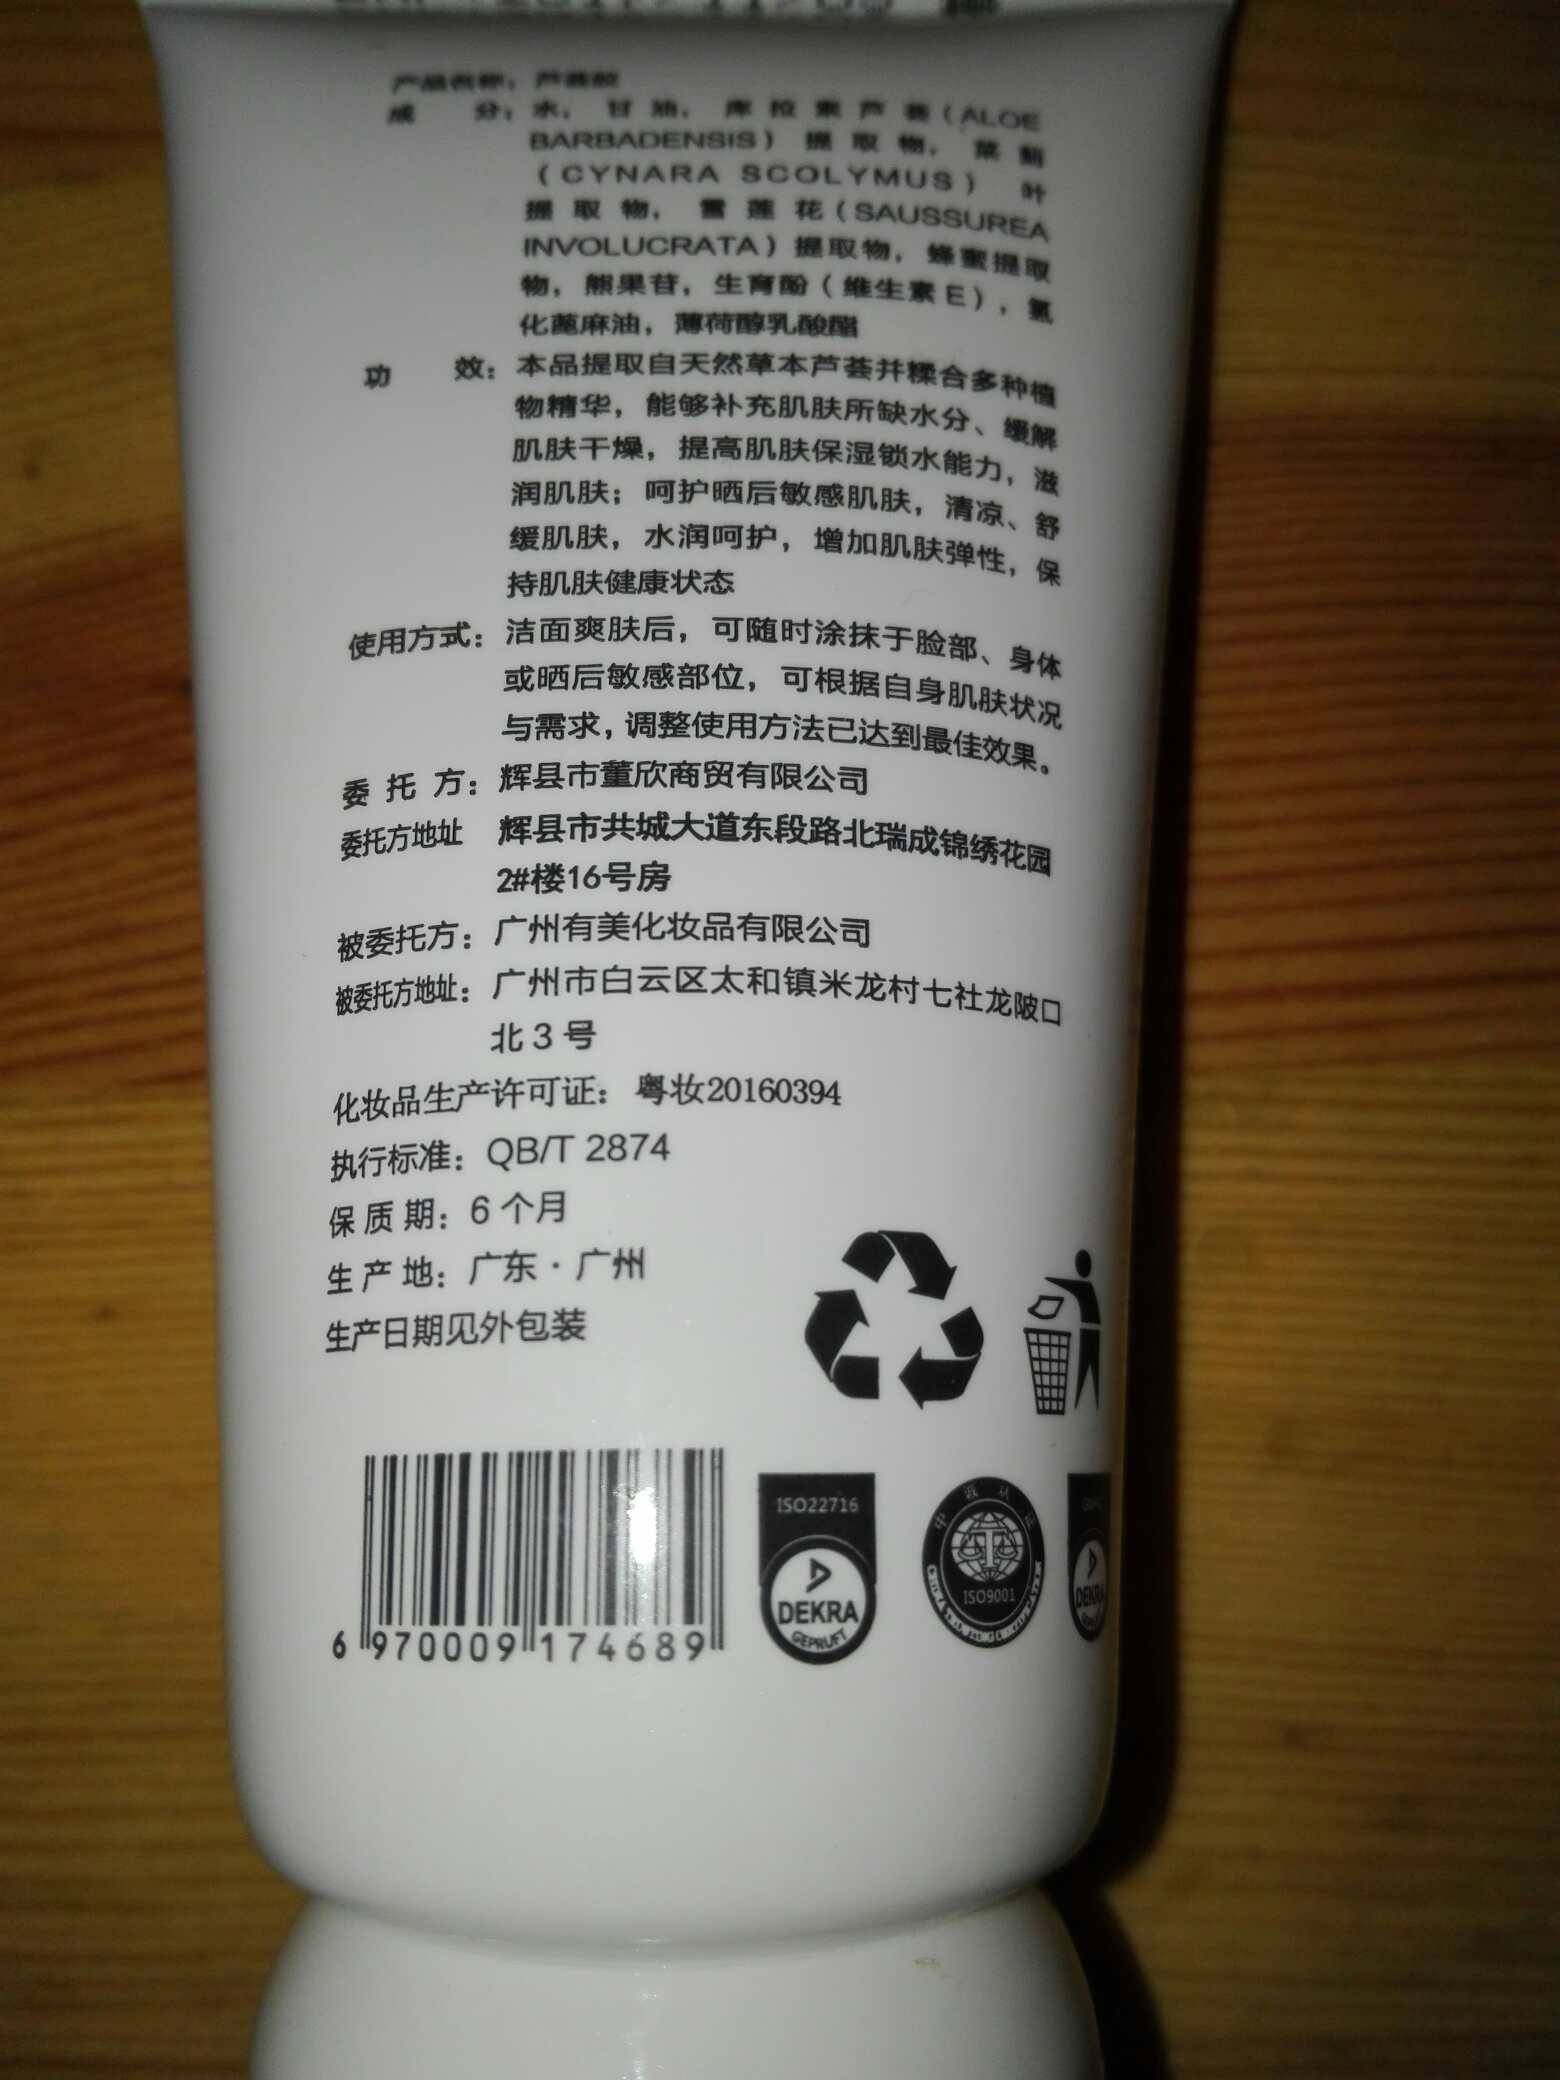 产品名称：芦荟胶
成 分：水，甘油，库拉索芦荟（ALOE
BARBADENSIS）提取物，菜蓟
（CYNARA SCOLYMUS）叶
提取物，雪莲花（SAUSSUREA
INVOLUCRATA）提取物，蜂蜜提取
物，熊果苷，生育酚（维生素E），氢
化蓖麻油，薄荷醇乳酸酯
功 效：本品提取自天然草本芦荟并糅合多种植
物精华，能够补充肌肤所缺水分、缓解
肌肤干燥，提高肌肤保湿锁水能力，滋
润肌肤；呵护晒后敏感肌肤，清凉、舒
缓肌肤，水润呵护，增加肌肤弹性，保
持肌肤健康状态
使用方式：洁面爽肤后，可随时涂抹于脸部、身体
或晒后敏感部位，可根据自身肌肤状况
与需求，调整使用方法已达到最佳效果。
委 托 方：辉县市董欣商贸有限公司
委托方地址 辉县市共城大道东段路北瑞成锦绣花园
2#楼16号房
被委托方：广州有美化妆品有限公司
被委托方地址：广州市白云区太和镇米龙村七社龙陂口
北 3 号
化妆品生产许可证：粤妆20160394
执行标准：QB/T 2874
保 质 期：6 个月
生 产 地：广东·广州
生产日期见外包装
6 970009 174689
ISO22716
DEKRA
GEPRUFT
中诚认证
ISO9001
DEKRA